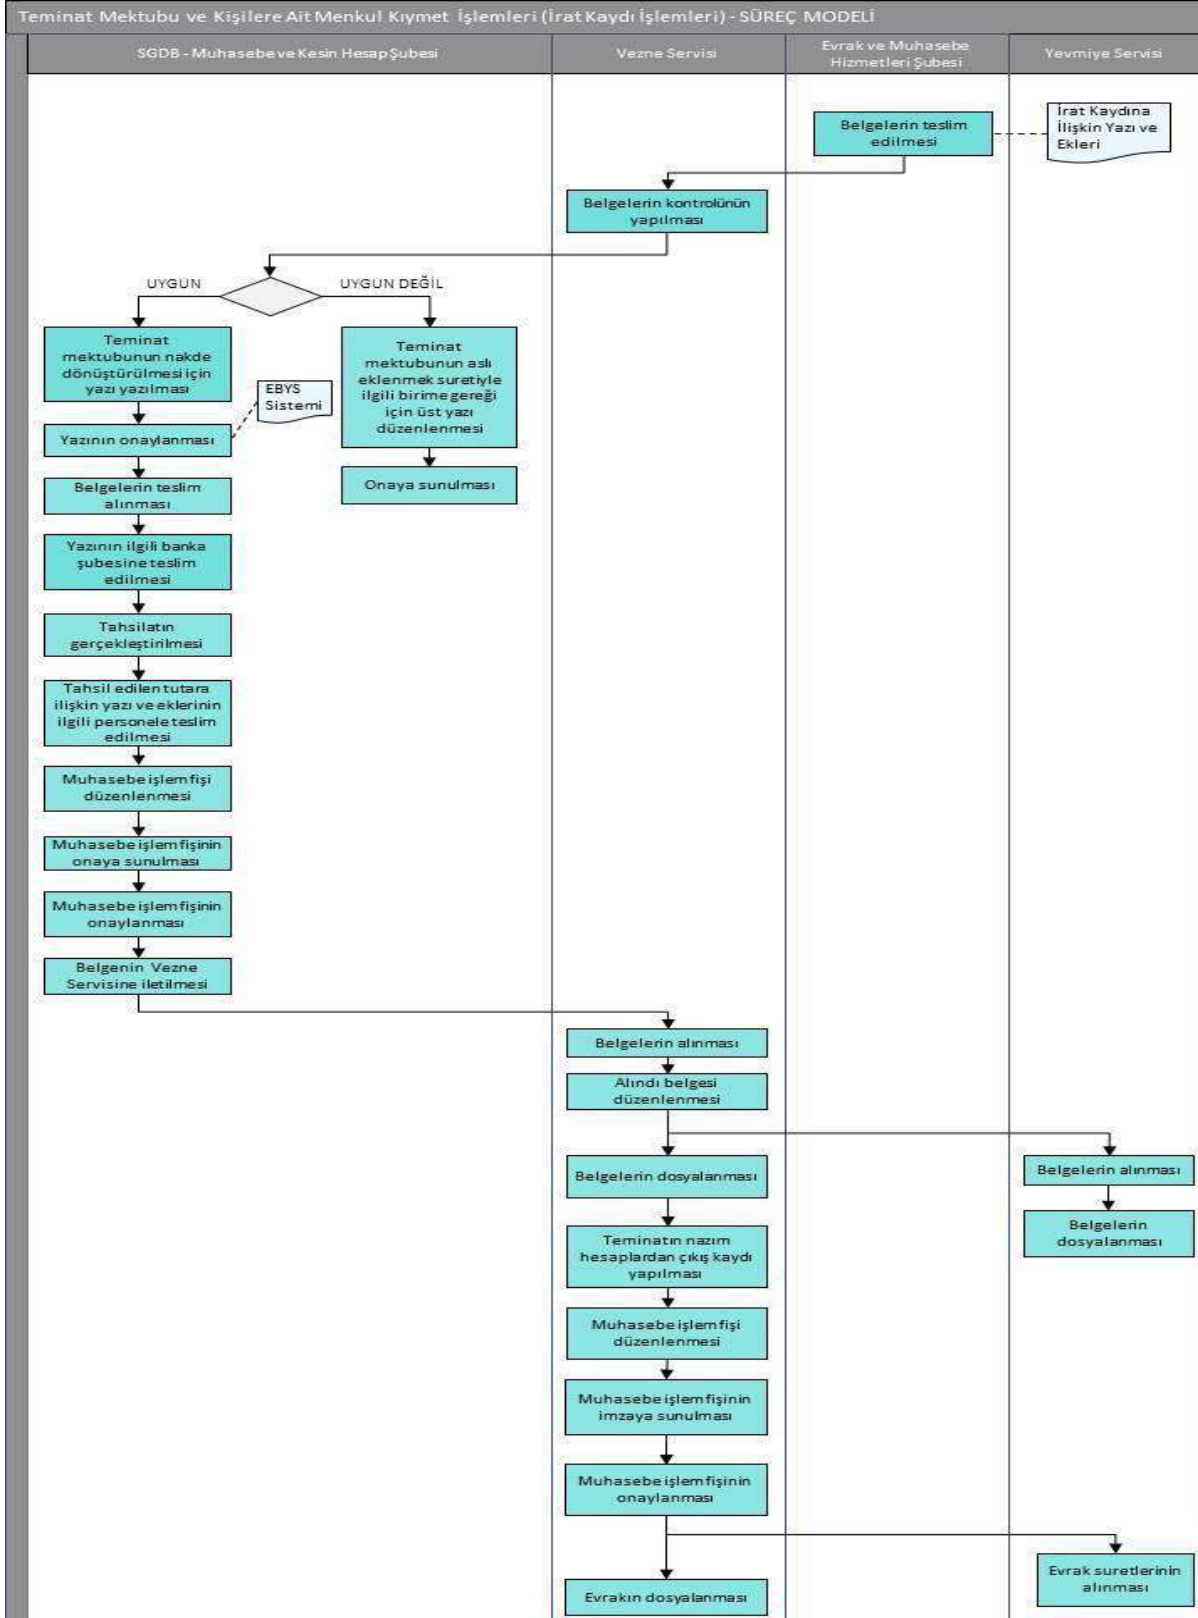 Teminat Mektubu ve Kişilere Ait Menkul Kıymet İşlemleri (İrat Kaydı İşlemleri) - SÜREÇ MODELİ
SGDB - Muhasebe ve Kesin Hesap Şubesi
Vezne Servisi
Evrak ve Muhasebe
Hizmetleri Şubesi
Yevmiye Servisi
Belgelerin teslim
edilmesi
İrat Kaydına
İlişkin Yazı ve
Ekleri
Belgelerin kontrolünün
yapılması
UYGUN
UYGUN DEĞİL
Teminat
mektubunun nakde
dönüştürülmesi için
yazı yazılması
Teminat
mektubunun aslı
eklenmek suretiyle
ilgili birime gereği
için üst yazı
düzenlenmesi
EBYS
Sistemi
Yazının onaylanması
Onaya sunulması
Belgelerin teslim
alınması
Yazının ilgili banka
şubesine teslim
edilmesi
Tahsilatın
gerçekleştirilmesi
Tahsil edilen tutara
ilişkin yazı ve eklerinin
ilgili personele teslim
edilmesi
Muhasebe işlem fişi
düzenlenmesi
Muhasebe işlem fişinin
onaya sunulması
Muhasebe işlem fişinin
onaylanması
Belgenin Vezne
Servisine iletilmesi
Belgelerin alınması
Alındı belgesi
düzenlenmesi
Belgelerin dosyalanması
Belgelerin alınması
Belgelerin
dosyalanması
Teminatın nazım
hesaplardan çıkış kaydı
yapılması
Muhasebe işlem fişi
düzenlenmesi
Muhasebe işlem fişinin
imzaya sunulması
Muhasebe işlem fişinin
onaylanması
Evrak suretlerinin
alınması
Evrakın dosyalanması